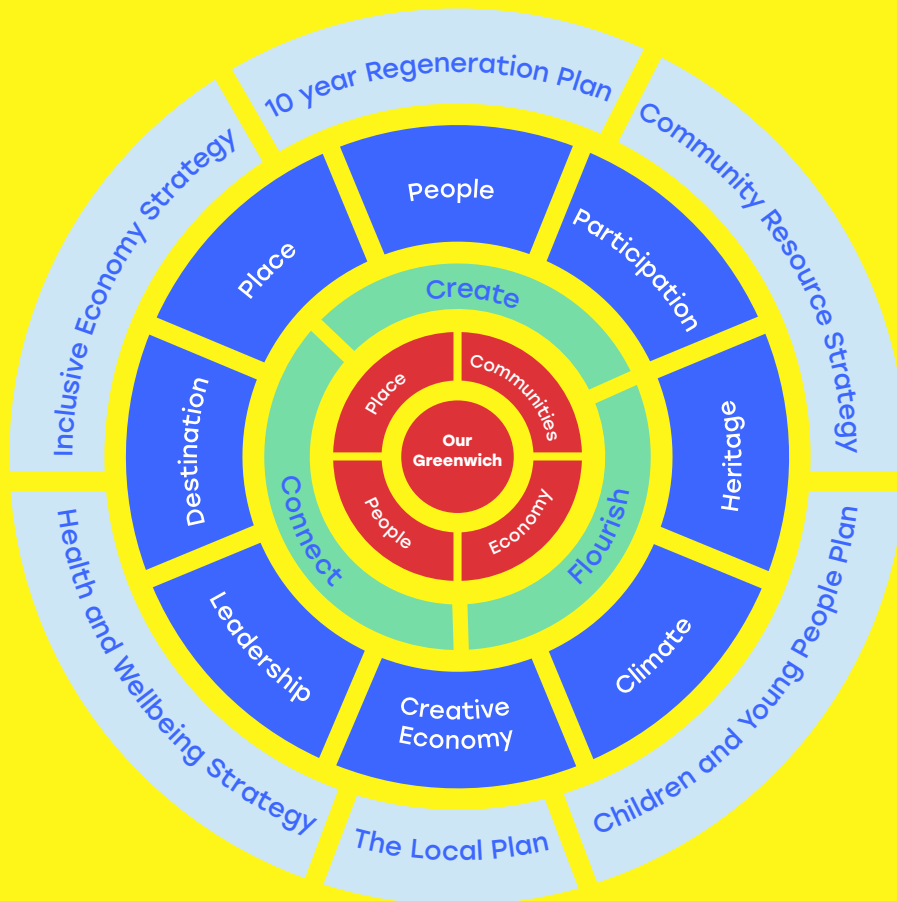 10 year Regeneration Plan
Community Resource Strategy
Children and Young People Plan
The Local Plan
Health and Wellbeing Strategy
Inclusive Economy Strategy
People
Participation
Heritage
Climate
Creative
Economy
Leadership
Destination
Place
Create
Flourish
Connect
Place
Communities
Economy
People
Our
Greenwich